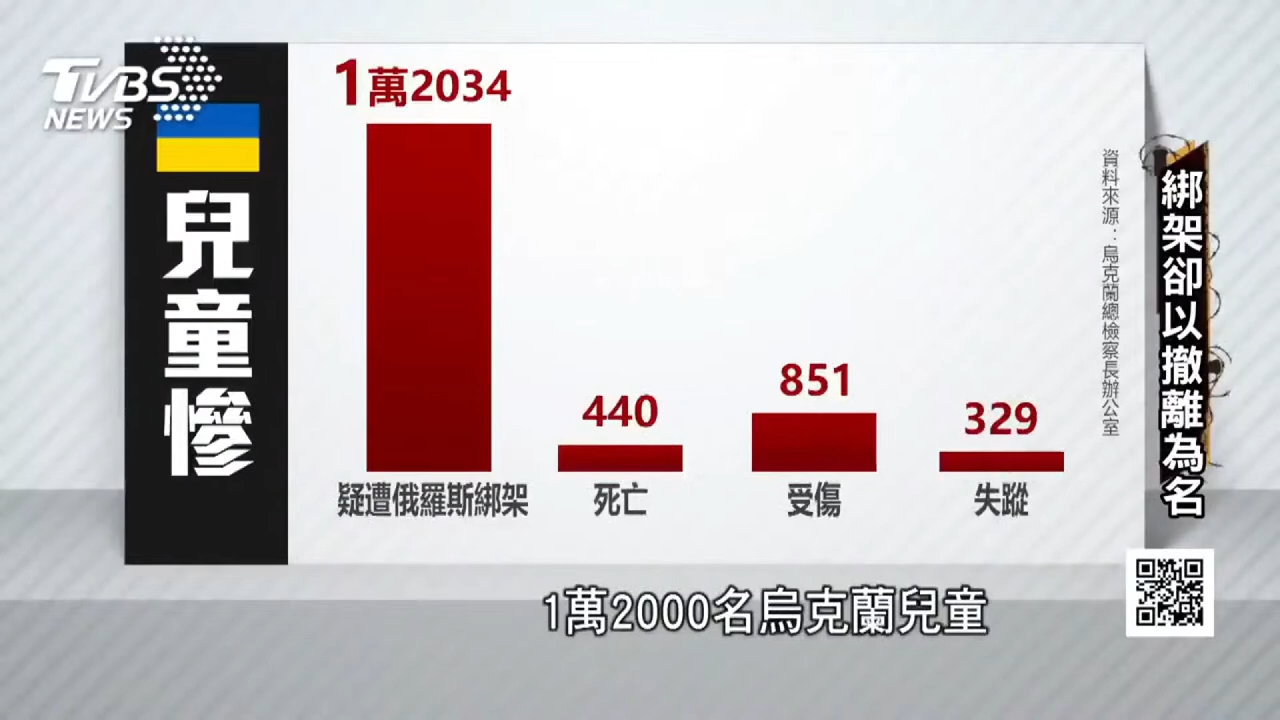 TVBS
NEWS
兒童慘
1萬2034
440
851
329
疑遭俄羅斯綁架
死亡
受傷
失蹤
資料來源：烏克蘭總檢察長辦公室
綁架卻以撤離為名
1萬2000名烏克蘭兒童